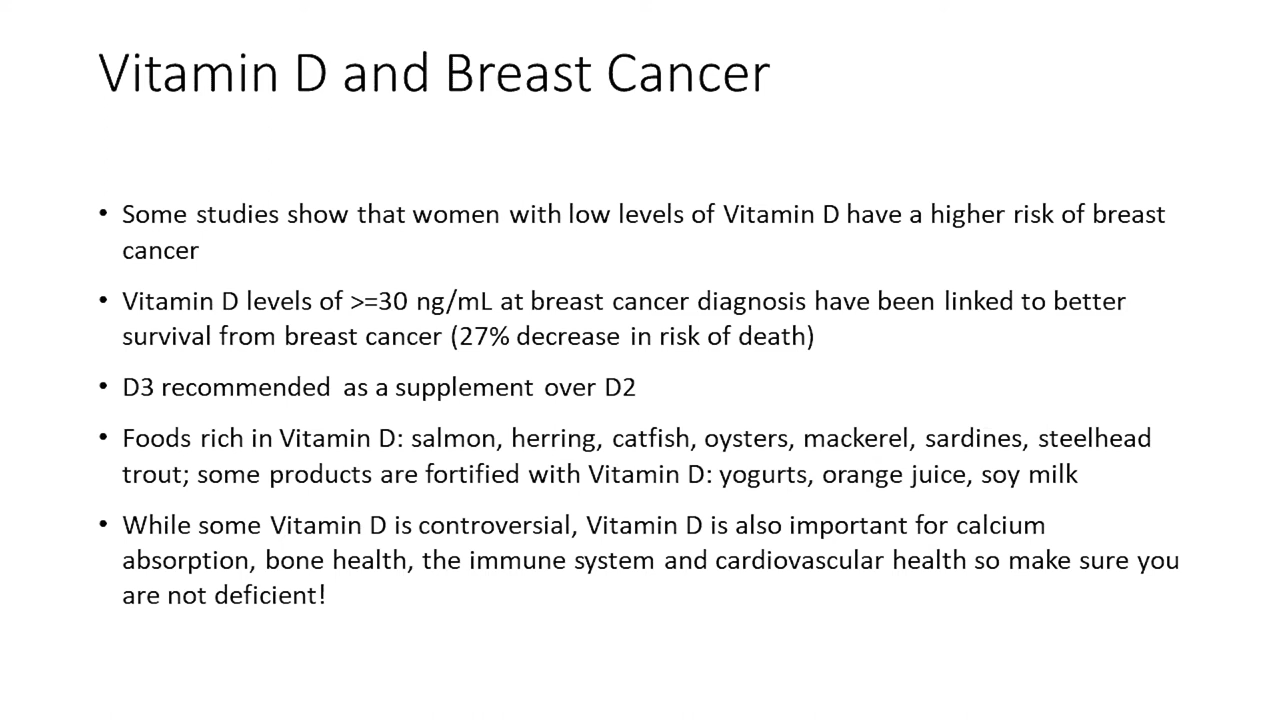 Vitamin D and Breast Cancer
• Some studies show that women with low levels of Vitamin D have a higher risk of breast
cancer
• Vitamin D levels of >=30 ng/mL at breast cancer diagnosis have been linked to better
survival from breast cancer (27% decrease in risk of death)
• D3 recommended as a supplement over D2
• Foods rich in Vitamin D: salmon, herring, catfish, oysters, mackerel, sardines, steelhead
trout; some products are fortified with Vitamin D: yogurts, orange juice, soy milk
• While some Vitamin D is controversial, Vitamin D is also important for calcium
absorption, bone health, the immune system and cardiovascular health so make sure you
are not deficient!